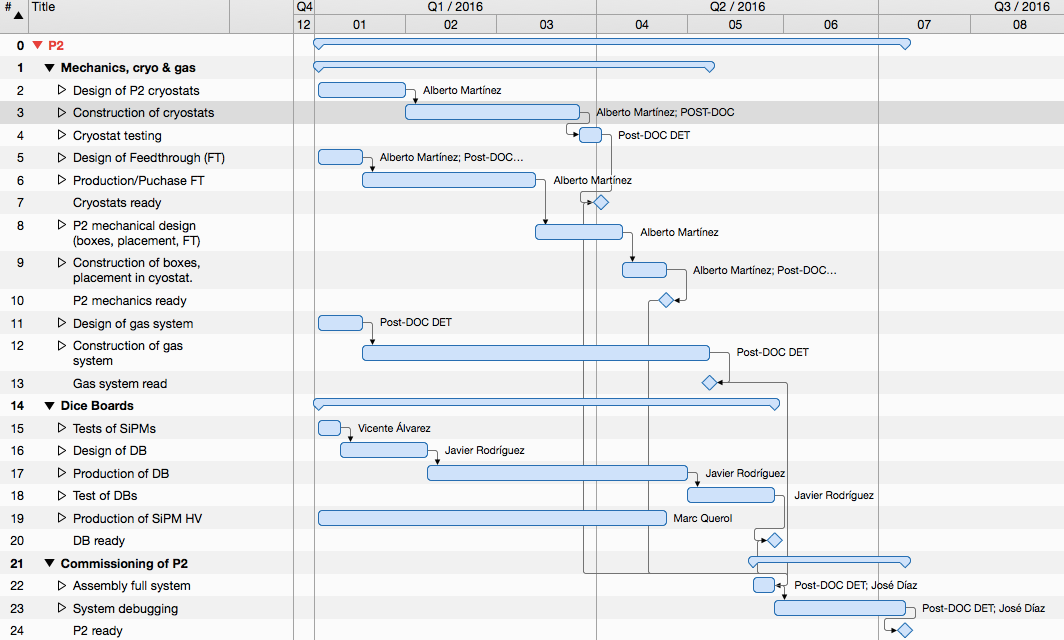 # Title Q4 Q1 / 2016 Q2 / 2016 Q3 / 2016
12 01 02 03 04 05 06 07 08
0 P2
1 Mechanics, cryo & gas
2 Design of P2 cryostats Alberto Martínez
3 Construction of cryostats Alberto Martínez; POST-DOC
4 Cryostat testing Post-DOC DET
5 Design of Feedthrough (FT) Alberto Martínez; Post-DOC…
6 Production/Puchase FT Alberto Martínez
7 Cryostats ready
8 P2 mechanical design Alberto Martínez
(boxes, placement, FT)
9 Construction of boxes, Alberto Martínez; Post-DOC…
placement in cyostat.
10 P2 mechanics ready
11 Design of gas system Post-DOC DET
12 Construction of gas Post-DOC DET
system
13 Gas system read
14 Dice Boards
15 Tests of SiPMs Vicente Álvarez
16 Design of DB Javier Rodríguez
17 Production of DB Javier Rodríguez
18 Test of DBs Javier Rodríguez
19 Production of SiPM HV Marc Querol
20 DB ready
21 Commissioning of P2
22 Assembly full system Post-DOC DET; José Díaz
23 System debugging Post-DOC DET; José Díaz
24 P2 ready